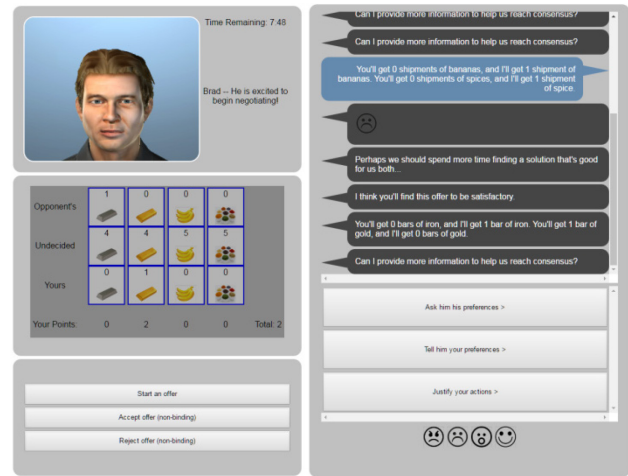 Time Remaining: 7:48
Brad -- He is excited to
begin negotiating!
1 0 0 0
Opponent's
4 4 5 5
Undecided
0 1 0 0
Yours
Your Points: 0 2 0 0 Total: 2
Start an offer
Accept offer (non-binding)
Reject offer (non-binding)
Can I provide more information to help us reach consensus?
Can I provide more information to help us reach consensus?
You'll get 0 shipments of bananas, and I'll get 1 shipment of
bananas. You'll get 0 shipments of spices, and I'll get 1 shipment
of spice.
Perhaps we should spend more time finding a solution that's good
for us both...
I think you'll find this offer to be satisfactory.
You'll get 0 bars of iron, and I'll get 1 bar of iron. You'll get 1 bar of
gold, and I'll get 0 bars of gold.
Can I provide more information to help us reach consensus?
Ask him his preferences >
Tell him your preferences >
Justify your actions >